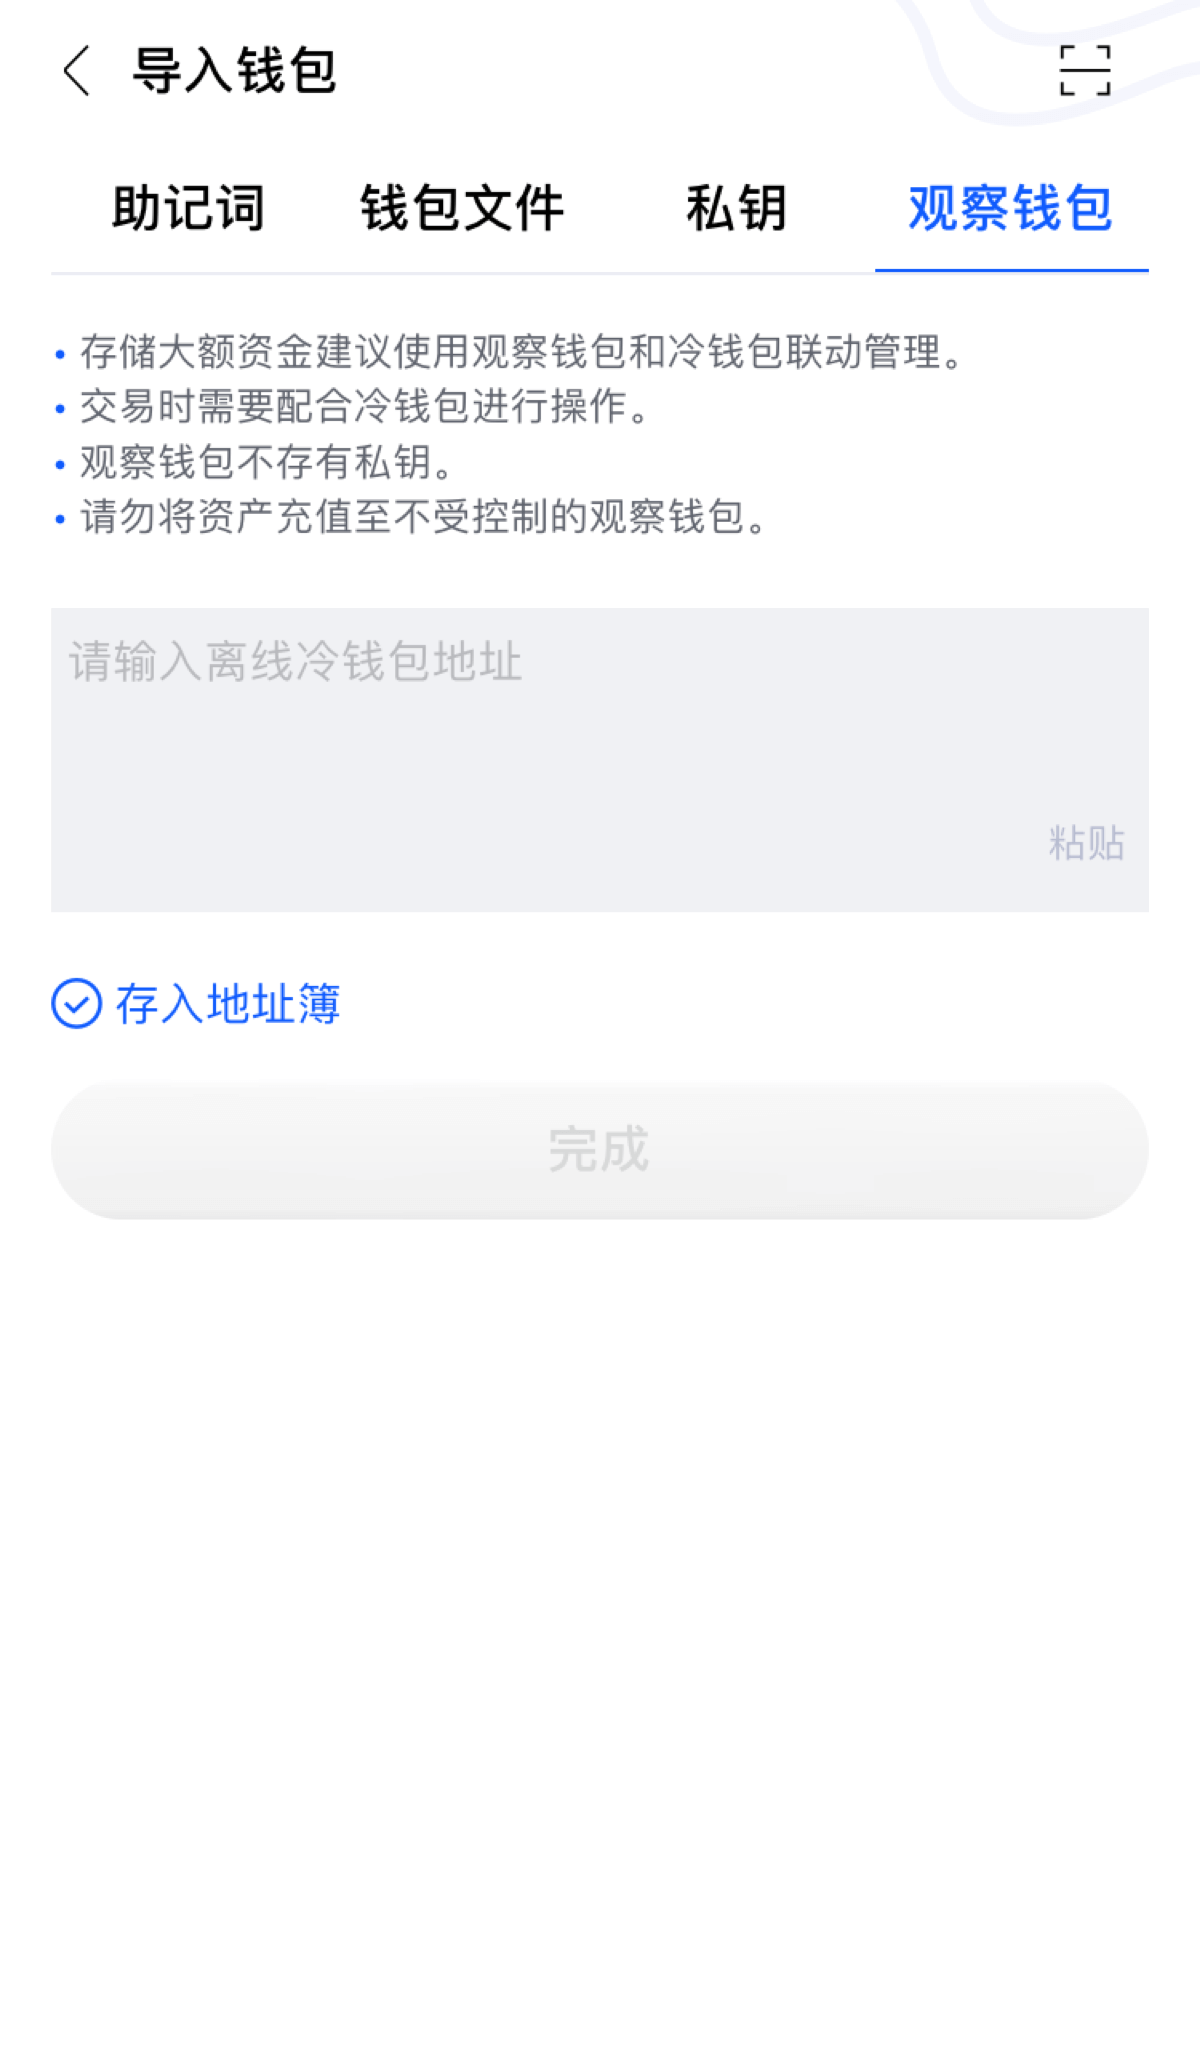 导入钱包
助记词 钱包文件 私钥 观察钱包
• 存储大额资金建议使用观察钱包和冷钱包联动管理。
• 交易时需要配合冷钱包进行操作。
• 观察钱包不存有私钥。
• 请勿将资产充值至不受控制的观察钱包。
请输入离线冷钱包地址
粘贴
存入地址簿
完成